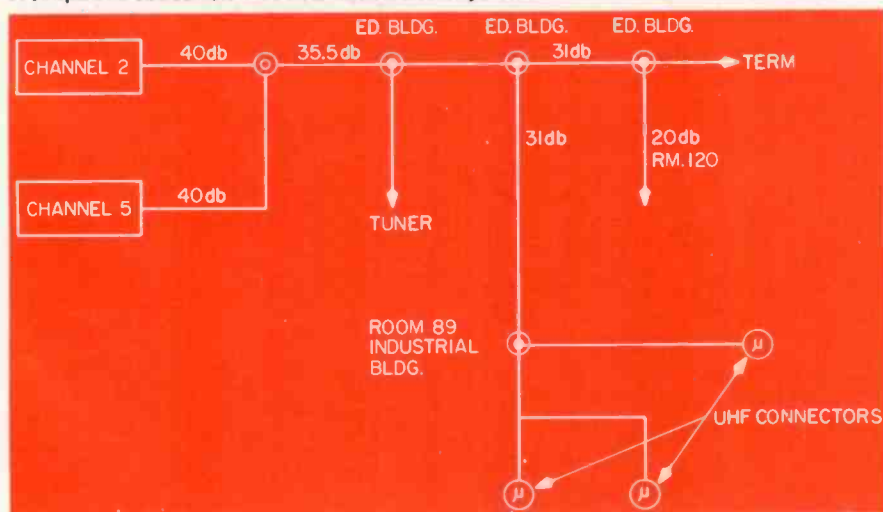 ED. BLDG. ED. BLDG. ED. BLDG.
CHANNEL 2
40db
35.5db
31db
TERM
31db
20db
RM. 120
CHANNEL 5
40db
TUNER
ROOM 89
INDUSTRIAL
BLDG.
μ
UHF CONNECTORS
μ
μ